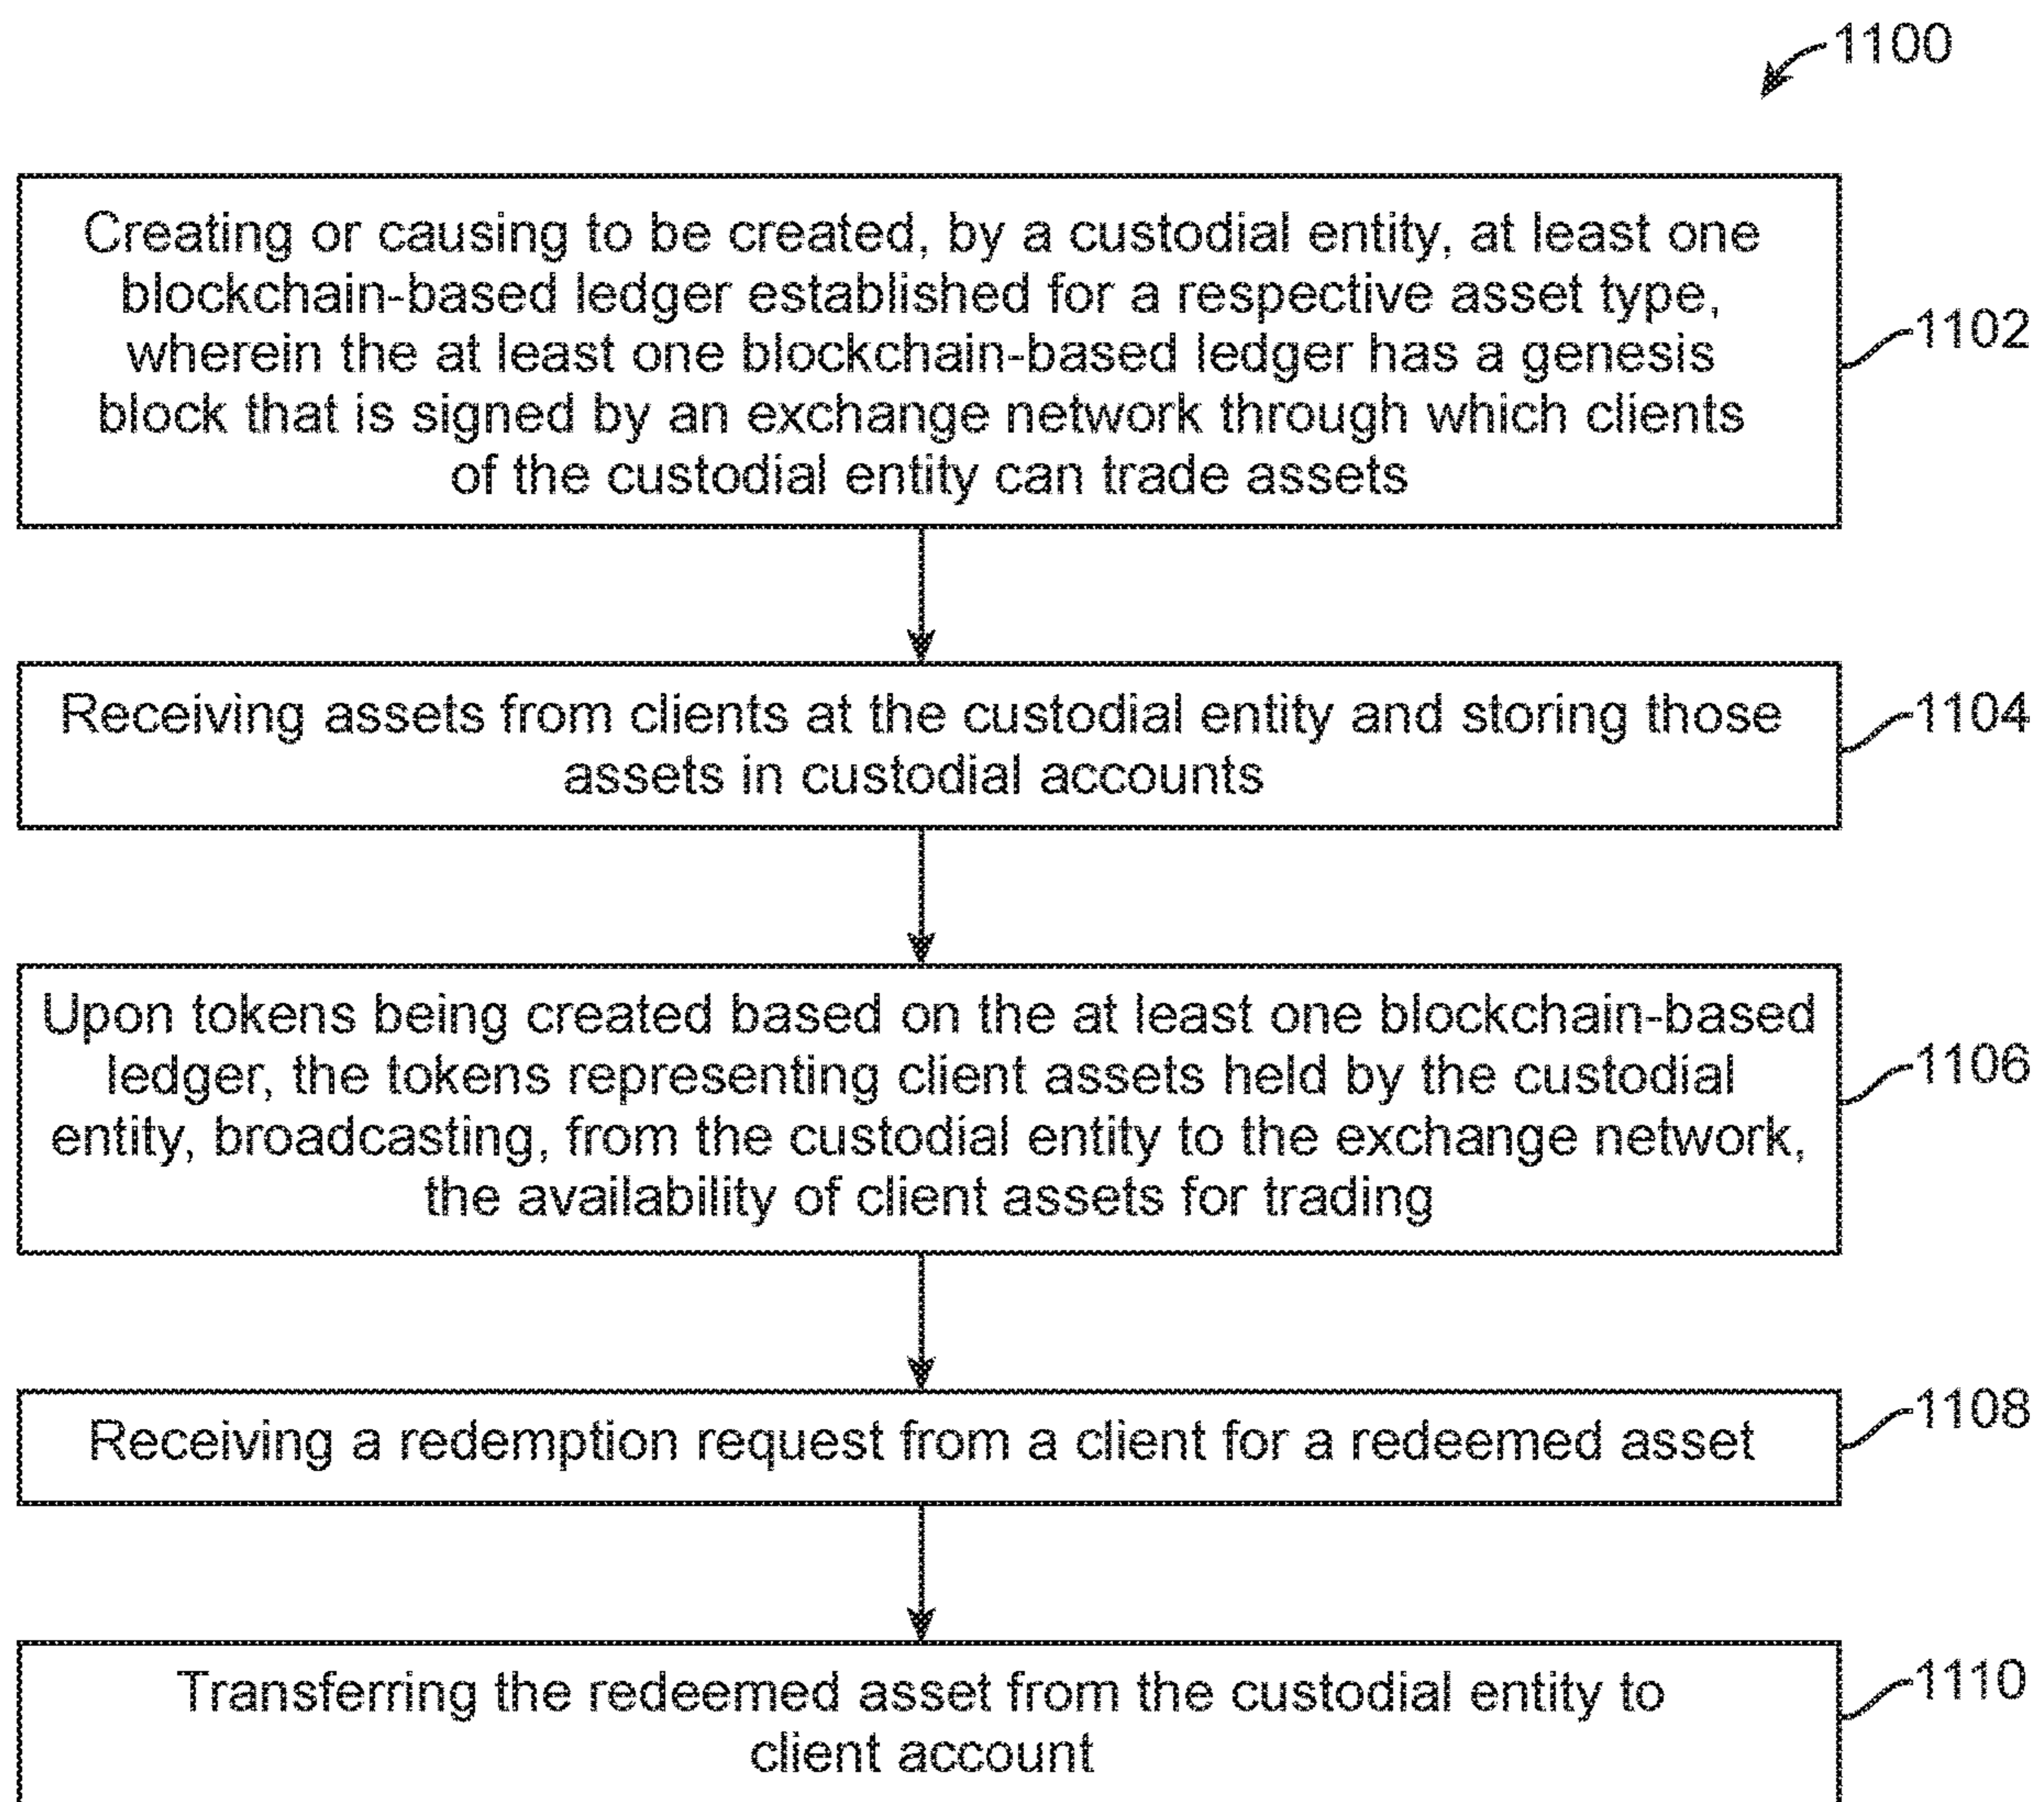 1100
Creating or causing to be created, by a custodial entity, at least one
blockchain-based ledger established for a respective asset type,
wherein the at least one blockchain-based ledger has a genesis
block that is signed by an exchange network through which clients
of the custodial entity can trade assets
1102
Receiving assets from clients at the custodial entity and storing those
assets in custodial accounts
1104
Upon tokens being created based on the at least one blockchain-based
ledger, the tokens representing client assets held by the custodial
entity, broadcasting, from the custodial entity to the exchange network,
the availability of client assets for trading
1106
Receiving a redemption request from a client for a redeemed asset
1108
Transferring the redeemed asset from the custodial entity to
client account
1110